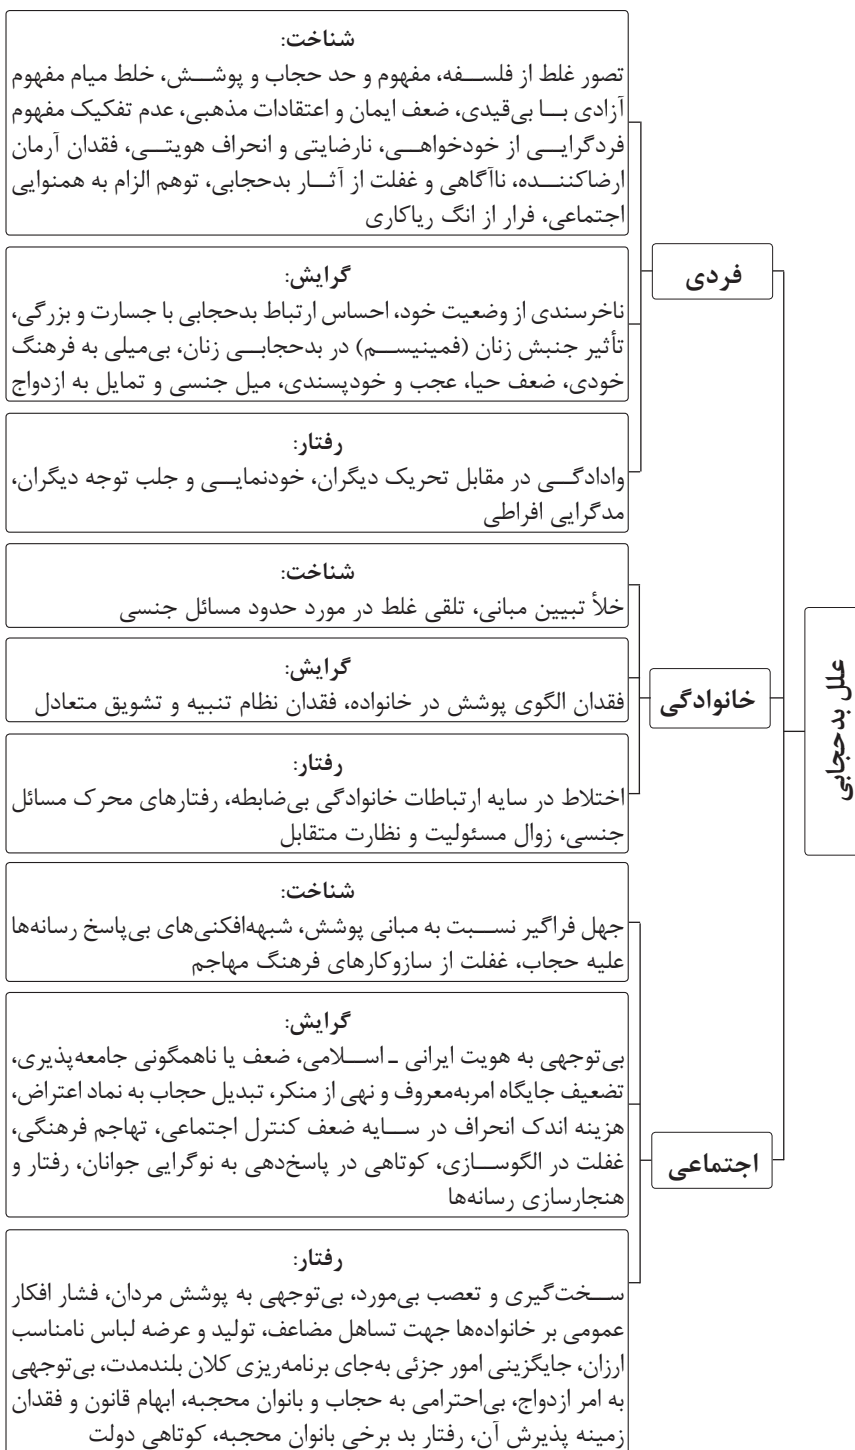 علل بدحجابی
فردی
شناخت:
تصور غلط از فلسفه، مفهوم و حد حجاب و پوشش، خلط میام مفهوم
آزادی با بی‌قیدی، ضعف ایمان و اعتقادات مذهبی، عدم تفکیک مفهوم
فردگرایی از خودخواهی، نارضایتی و انحراف هویتی، فقدان آرمان
ارضاکننده، ناآگاهی و غفلت از آثار بدحجابی، توهم الزام به همنوایی
اجتماعی، فرار از انگ ریاکاری
گرایش:
ناخرسندی از وضعیت خود، احساس ارتباط بدحجابی با جسارت و بزرگی،
تأثیر جنبش زنان (فمینیسم) در بدحجابی زنان، بی‌میلی به فرهنگ
خودی، ضعف حیا، عجب و خودپسندی، میل جنسی و تمایل به ازدواج
رفتار:
وادادگی در مقابل تحریک دیگران، خودنمایی و جلب توجه دیگران،
مدگرایی افراطی
خانوادگی
شناخت:
خلأ تبیین مبانی، تلقی غلط در مورد حدود مسائل جنسی
گرایش:
فقدان الگوی پوشش در خانواده، فقدان نظام تنبیه و تشویق متعادل
رفتار:
اختلاط در سایه ارتباطات خانوادگی بی‌ضابطه، رفتارهای محرک مسائل
جنسی، زوال مسئولیت و نظارت متقابل
اجتماعی
شناخت:
جهل فراگیر نسبت به مبانی پوشش، شبهه‌افکنی‌های بی‌پاسخ رسانه‌ها
علیه حجاب، غفلت از سازوکارهای فرهنگ مهاجم
گرایش:
بی‌توجهی به هویت ایرانی ـ اسلامی، ضعف یا ناهمگونی جامعه‌پذیری،
تضعیف جایگاه امربه‌معروف و نهی از منکر، تبدیل حجاب به نماد اعتراض،
هزینه اندک انحراف در سایه ضعف کنترل اجتماعی، تهاجم فرهنگی،
غفلت در الگوسازی، کوتاهی در پاسخ‌دهی به نوگرایی جوانان، رفتار و
هنجارسازی رسانه‌ها
رفتار:
سخت‌گیری و تعصب بی‌مورد، بی‌توجهی به پوشش مردان، فشار افکار
عمومی بر خانواده‌ها جهت تساهل مضاعف، تولید و عرضه لباس نامناسب
ارزان، جایگزینی امور جزئی به‌جای برنامه‌ریزی کلان بلندمدت، بی‌توجهی
به امر ازدواج، بی‌احترامی به حجاب و بانوان محجبه، ابهام قانون و فقدان
زمینه پذیرش آن، رفتار بد برخی بانوان محجبه، کوتاهی دولت